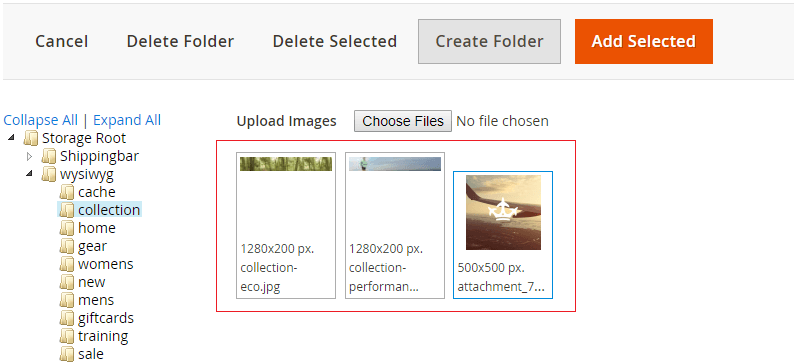 Cancel Delete Folder Delete Selected Create Folder Add Selected
Collapse All | Expand All
Upload Images Choose Files No file chosen
Storage Root
Shippingbar
wysiwyg
cache
collection
home
gear
womens
new
mens
giftcards
training
sale
1280x200 px.
collection-
eco.jpg
1280x200 px.
collection-
performan...
500x500 px.
attachment_7...